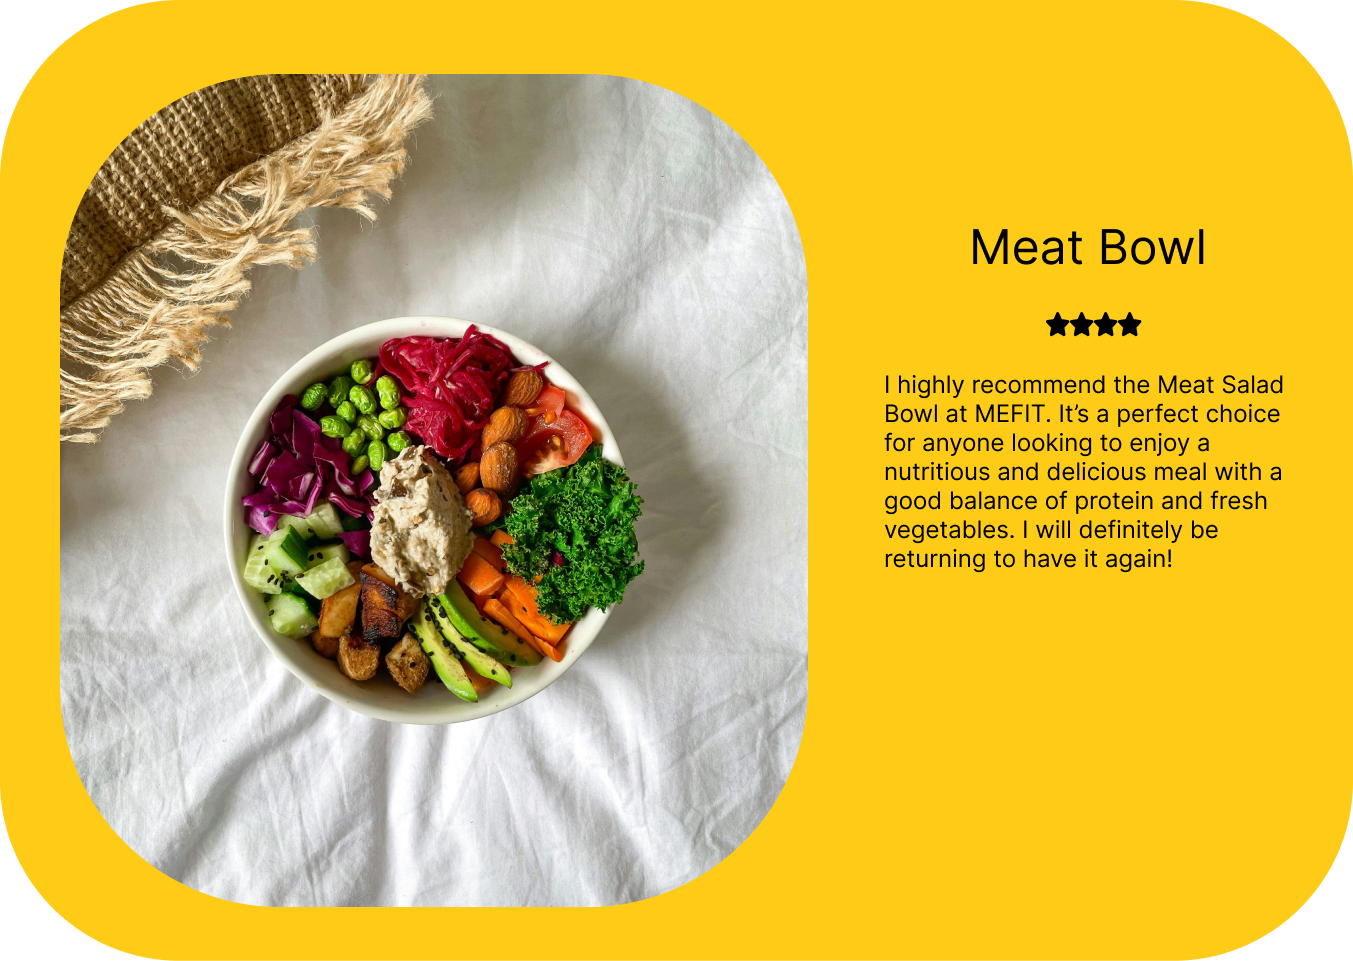 Meat Bowl
I highly recommend the Meat Salad
Bowl at MEFIT. It’s a perfect choice
for anyone looking to enjoy a
nutritious and delicious meal with a
good balance of protein and fresh
vegetables. I will definitely be
returning to have it again!